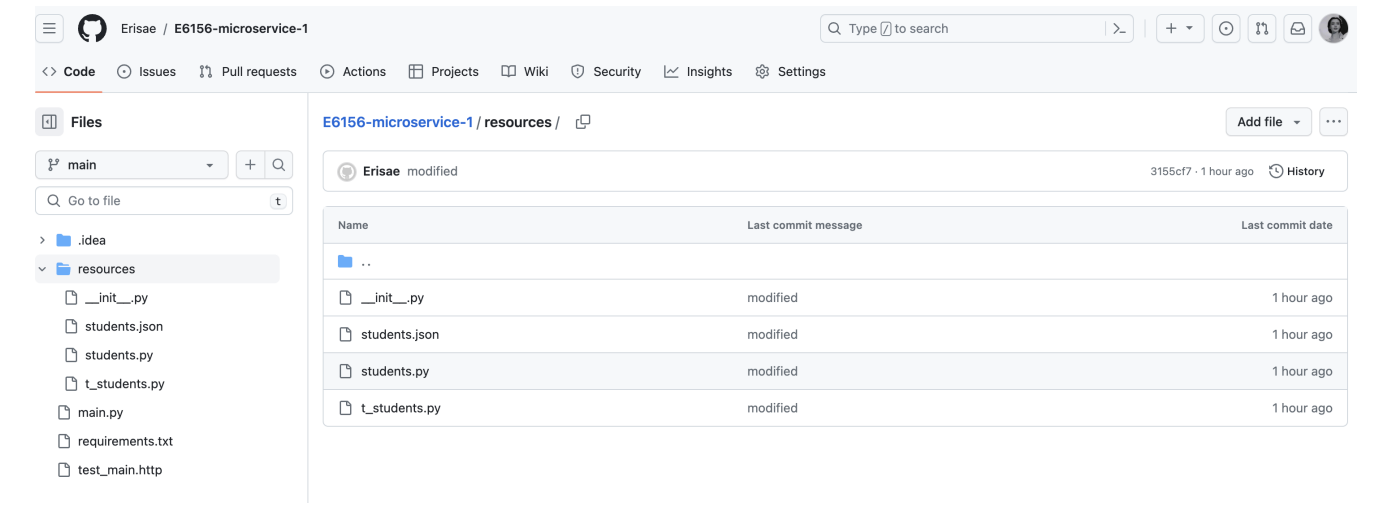 Erisae / E6156-microservice-1
Type / to search
Code Issues Pull requests Actions Projects Wiki Security Insights Settings
Files
main
Go to file t
.idea
resources
__init__.py
students.json
students.py
t_students.py
main.py
requirements.txt
test_main.http
E6156-microservice-1 / resources /
Add file
Erisae modified 3155cf7 · 1 hour ago History
Name Last commit message Last commit date
..
__init__.py modified 1 hour ago
students.json modified 1 hour ago
students.py modified 1 hour ago
t_students.py modified 1 hour ago